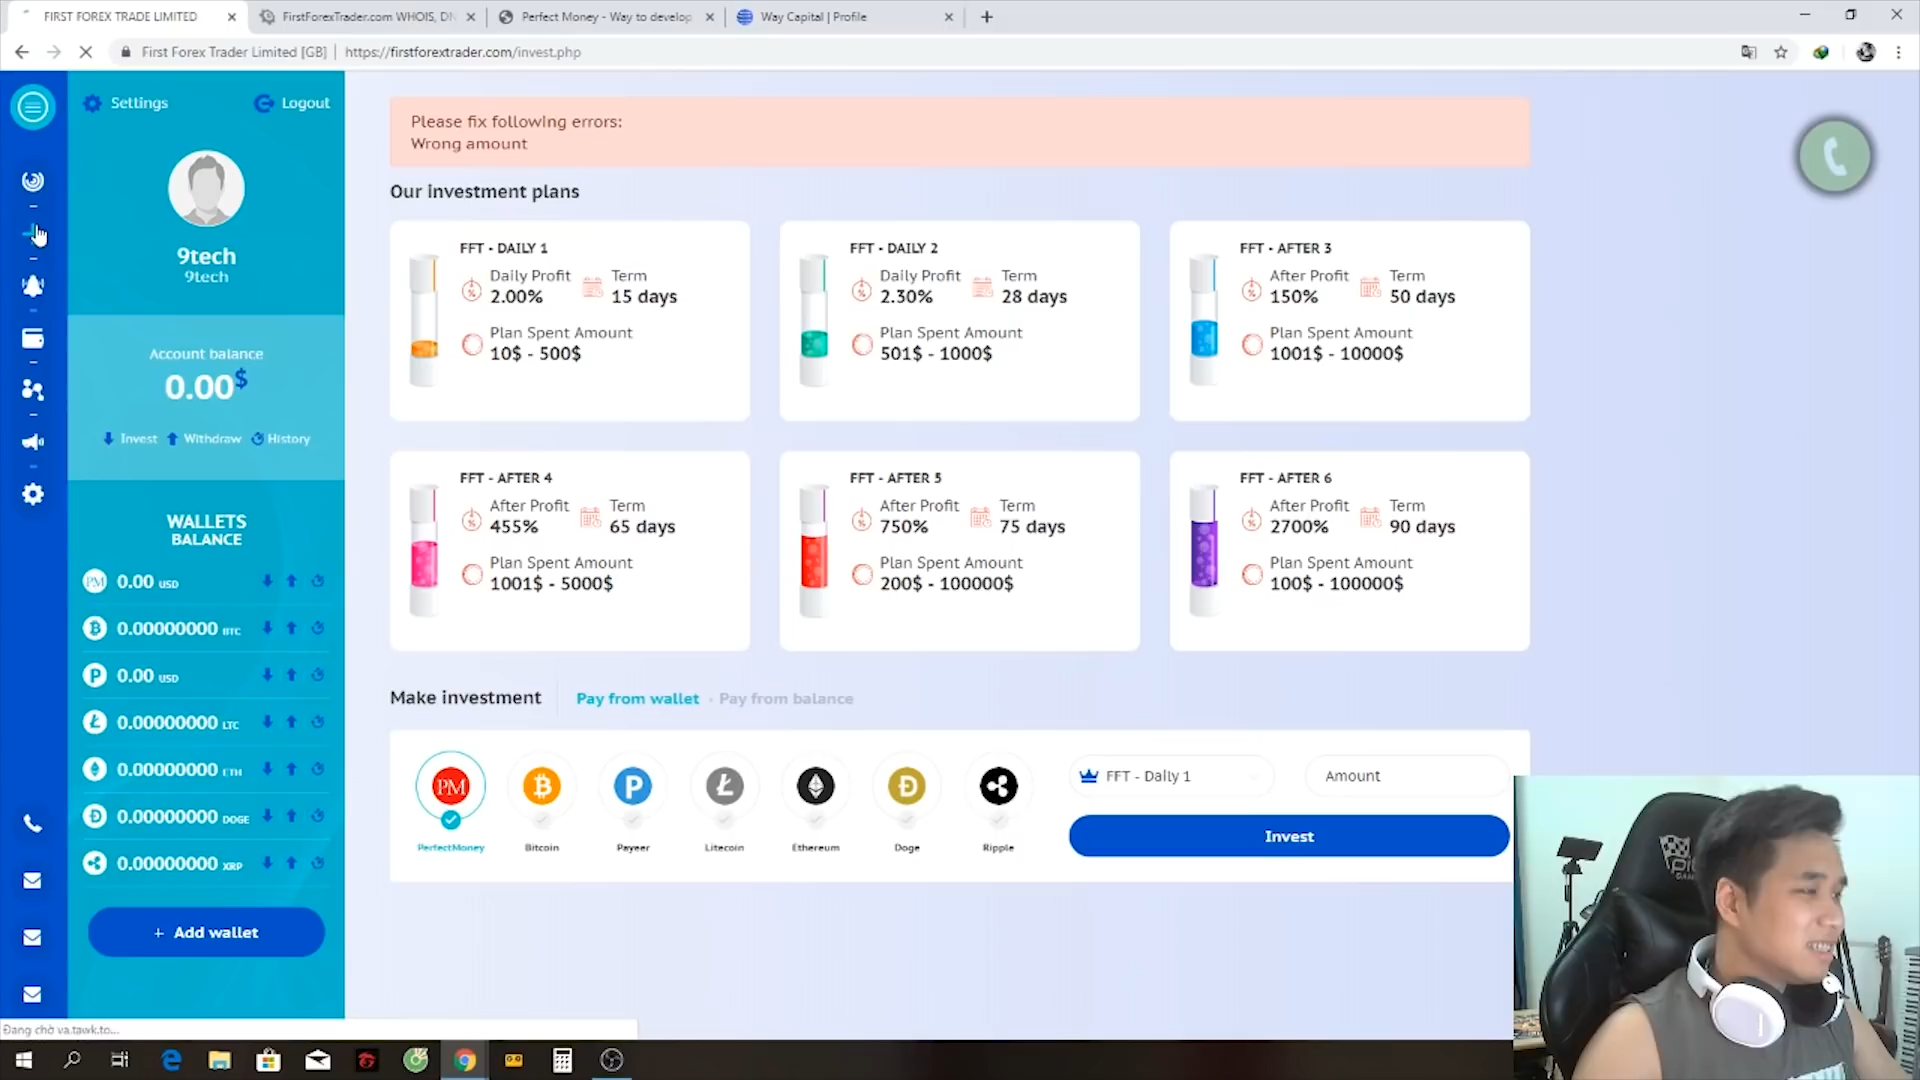 FIRST FOREX TRADE LIMITED
FirstForexTrader.com WHOIS, DN
Perfect Money - Way to develop
Way Capital | Profile
First Forex Trader Limited [GB] | https://firstforextrader.com/invest.php
Settings
Logout
9tech
9tech
Account balance
0.00$
Invest
Withdraw
History
WALLETS
BALANCE
PM 0.00 USD
0.00000000 BTC
0.00 USD
0.00000000 LTC
0.00000000 ETH
0.00000000 DOGE
0.00000000 XRP
+ Add wallet
Please fix following errors:
Wrong amount
Our investment plans
FFT - DAILY 1
Daily Profit
Term
2.00%
15 days
Plan Spent Amount
10$ - 500$
FFT - DAILY 2
Daily Profit
Term
2.30%
28 days
Plan Spent Amount
501$ - 1000$
FFT - AFTER 3
After Profit
Term
150%
50 days
Plan Spent Amount
1001$ - 10000$
FFT - AFTER 4
After Profit
Term
455%
65 days
Plan Spent Amount
1001$ - 5000$
FFT - AFTER 5
After Profit
Term
750%
75 days
Plan Spent Amount
200$ - 100000$
FFT - AFTER 6
After Profit
Term
2700%
90 days
Plan Spent Amount
100$ - 100000$
Make investment
Pay from wallet - Pay from balance
PM
PerfectMoney
Bitcoin
Payeer
Litecoin
Ethereum
Doge
Ripple
FFT - Daily 1
Amount
Invest
Đang chờ va.tawk.to...